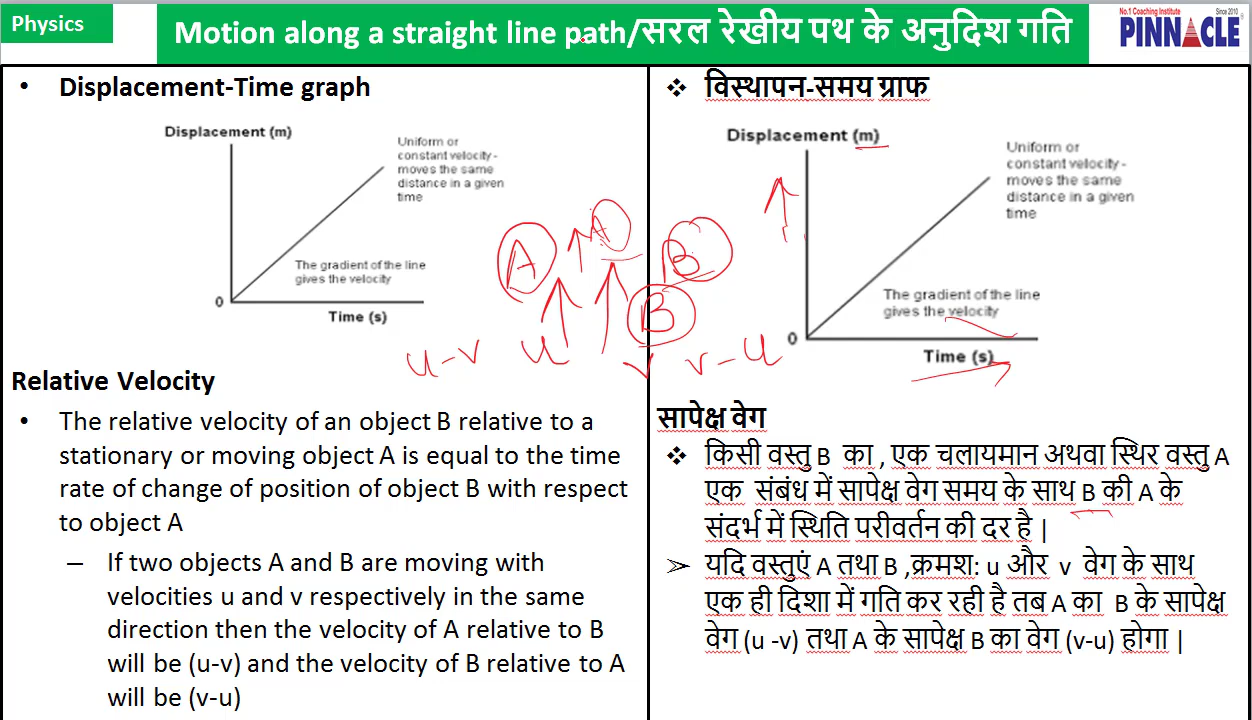 Physics
Motion along a straight line path/सरल रेखीय पथ के अनुदिश गति
No.1 Coaching Institute
Since 2010
PINNACLE
• Displacement-Time graph
Displacement (m)
Uniform or
constant velocity-
moves the same
distance in a given
time
The gradient of the line
gives the velocity
0
Time (s)
Relative Velocity
• The relative velocity of an object B relative to a
stationary or moving object A is equal to the time
rate of change of position of object B with respect
to object A
– If two objects A and B are moving with
velocities u and v respectively in the same
direction then the velocity of A relative to B
will be (u-v) and the velocity of B relative to A
will be (v-u)
A
A
B
B
u-v
u
v
v-u
❖ विस्थापन-समय ग्राफ
Displacement (m)
Uniform or
constant velocity-
moves the same
distance in a given
time
The gradient of the line
gives the velocity
0
Time (s)
सापेक्ष वेग
❖ किसी वस्तु B का , एक चलायमान अथवा स्थिर वस्तु A
एक संबंध में सापेक्ष वेग समय के साथ B की A के
संदर्भ में स्थिति परीवर्तन की दर है |
➢ यदि वस्तुएं A तथा B ,क्रमश: u और v वेग के साथ
एक ही दिशा में गति कर रही है तब A का B के सापेक्ष
वेग (u -v) तथा A के सापेक्ष B का वेग (v-u) होगा |